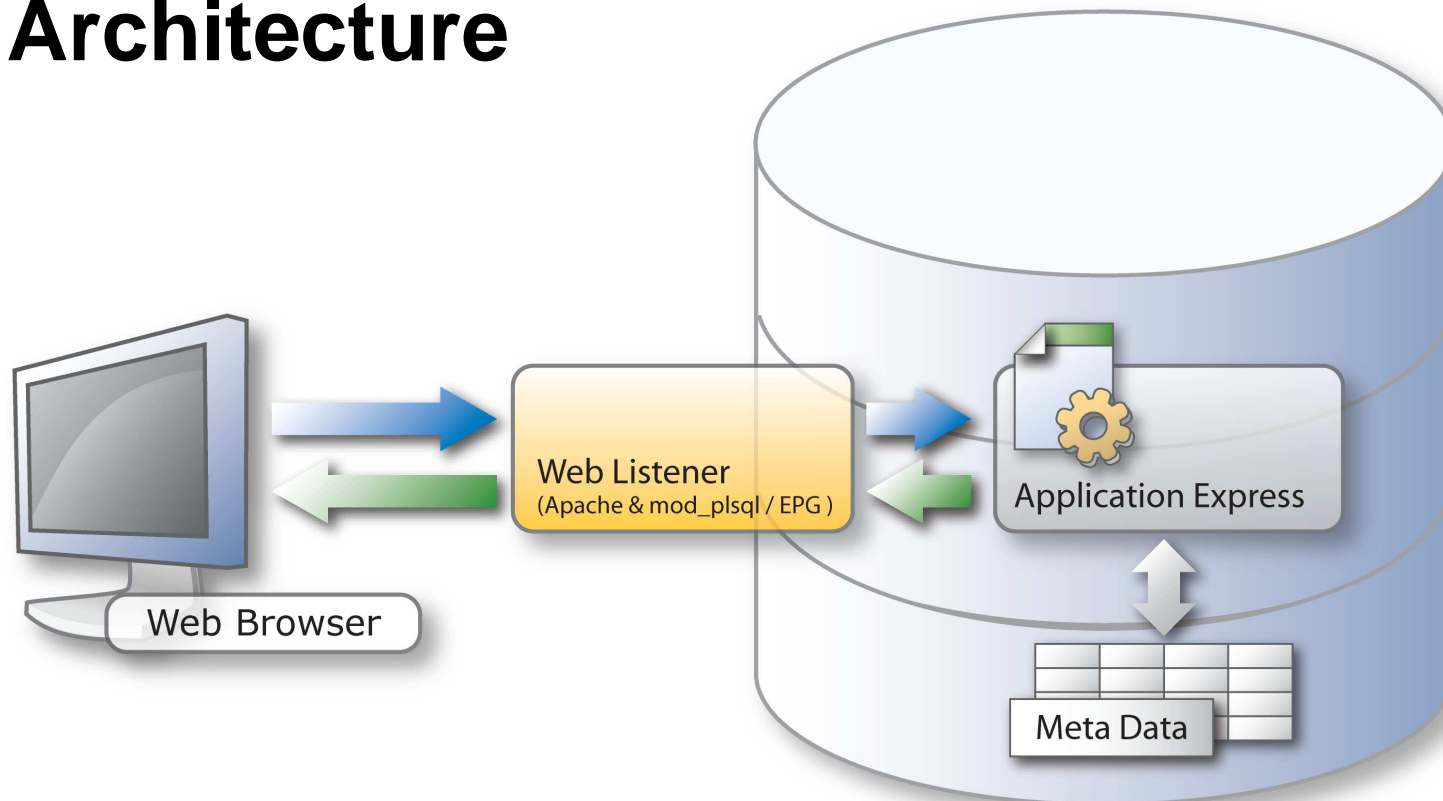 Architecture
Web Listener
(Apache & mod_plsql / EPG )
Application Express
Web Browser
Meta Data